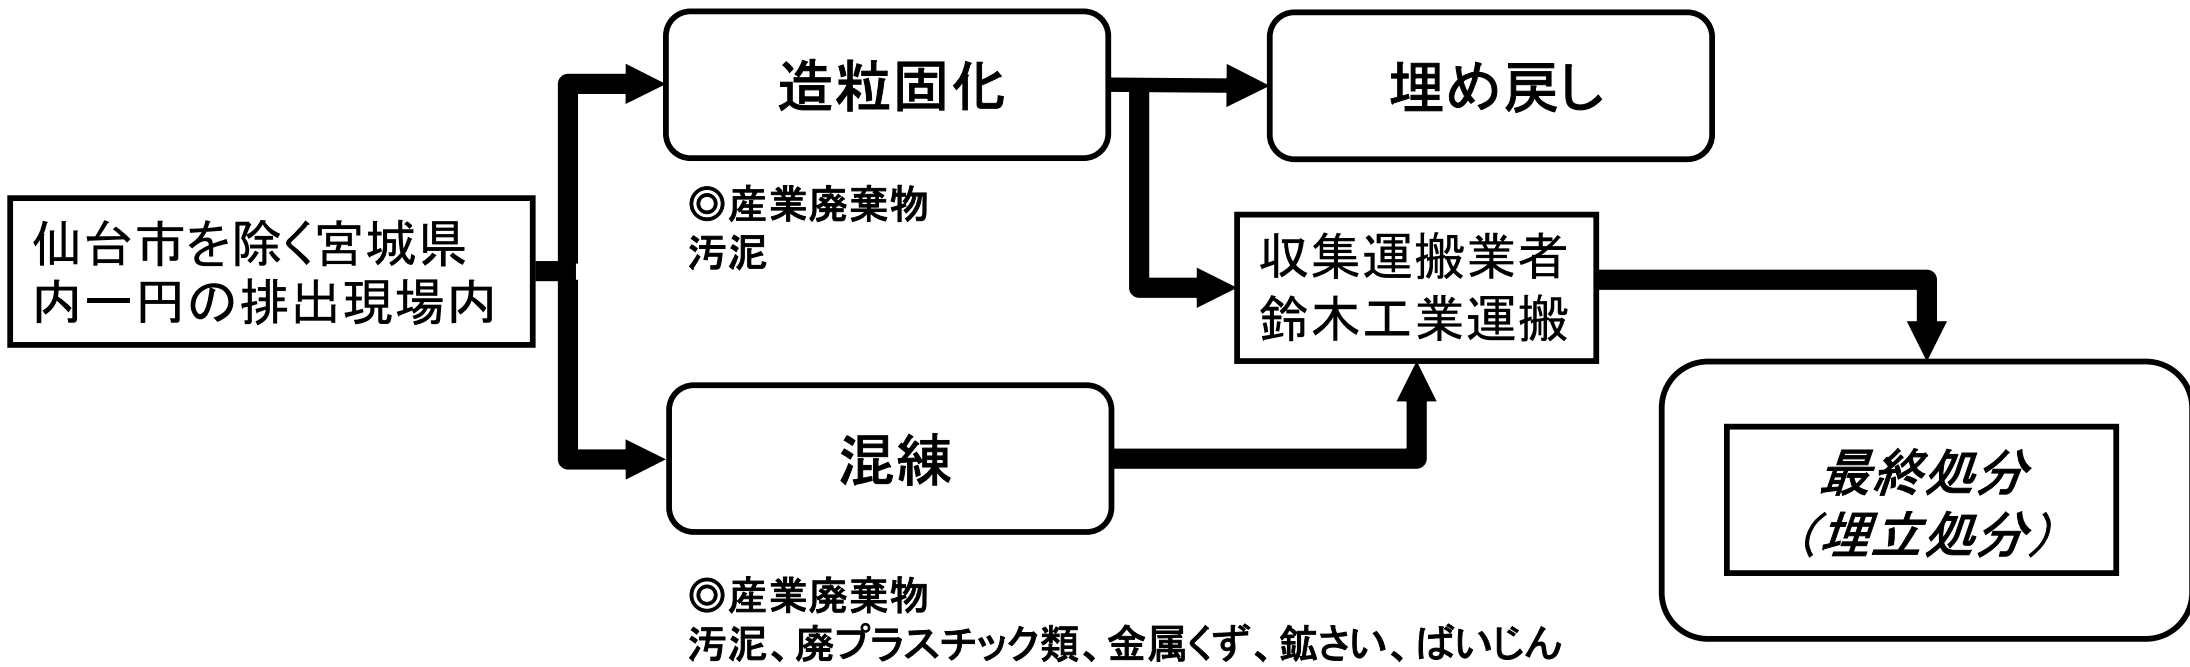 造粒固化
埋め戻し
◎産業廃棄物
汚泥
仙台市を除く宮城県
内一円の排出現場内
収集運搬業者
鈴木工業運搬
混練
最終処分
（埋立処分）
◎産業廃棄物
汚泥、廃プラスチック類、金属くず、鉱さい、ばいじん